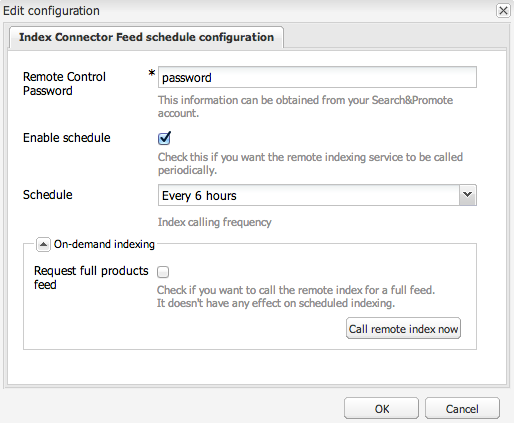 Edit configuration
Index Connector Feed schedule configuration
Remote Control
Password
*
password
This information can be obtained from your Search&Promote
account.
Enable schedule
Check this if you want the remote indexing service to be called
periodically.
Schedule
Every 6 hours
Index calling frequency
On-demand indexing
Request full products
feed
Check if you want to call the remote index for a full feed.
It doesn't have any effect on scheduled indexing.
Call remote index now
OK
Cancel